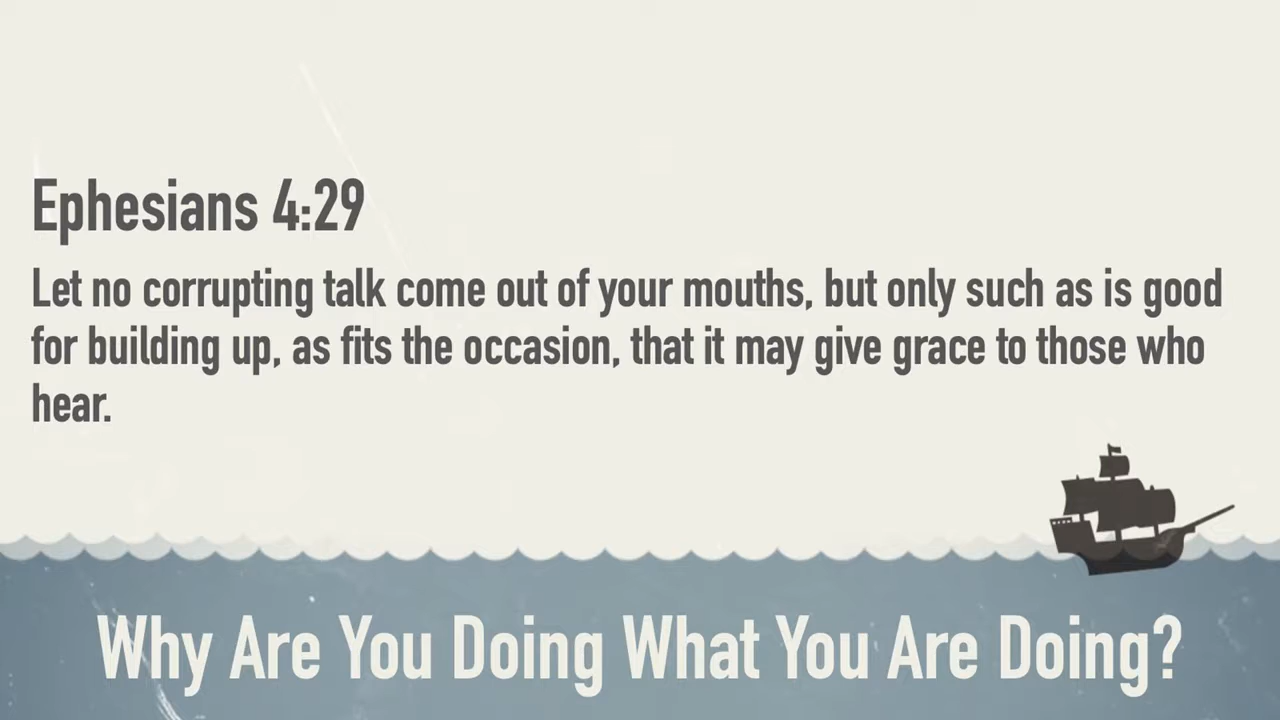 Ephesians 4:29
Let no corrupting talk come out of your mouths, but only such as is good
for building up, as fits the occasion, that it may give grace to those who
hear.
Why Are You Doing What You Are Doing?